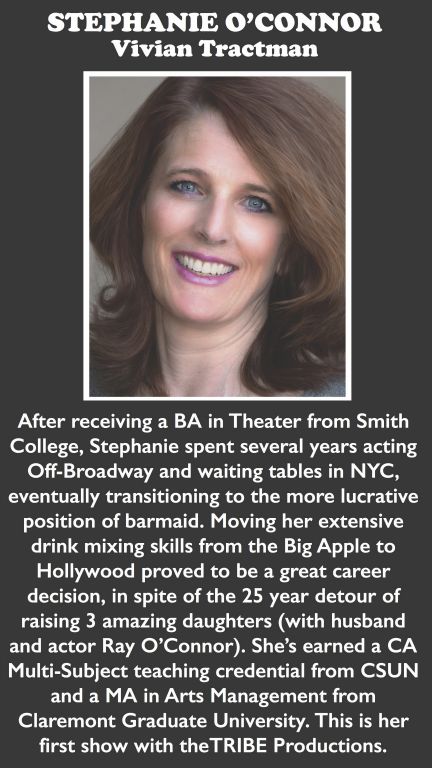 STEPHANIE O’CONNOR
Vivian Tractman
After receiving a BA in Theater from Smith
College, Stephanie spent several years acting
Off-Broadway and waiting tables in NYC,
eventually transitioning to the more lucrative
position of barmaid. Moving her extensive
drink mixing skills from the Big Apple to
Hollywood proved to be a great career
decision, in spite of the 25 year detour of
raising 3 amazing daughters (with husband
and actor Ray O’Connor). She’s earned a CA
Multi-Subject teaching credential from CSUN
and a MA in Arts Management from
Claremont Graduate University. This is her
first show with theTRIBE Productions.